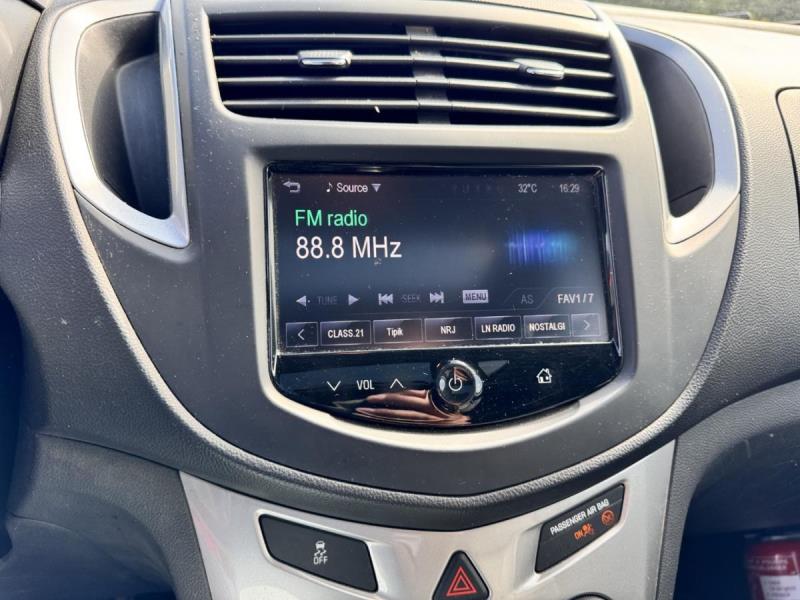 Source 32°C 16:29
FM radio
88.8 MHz
TUNE SEEK MENU AS FAV1/7
CLASS.21 Tipik NRJ LN RADIO NOSTALGI
VOL
PASSENGER AIR BAG
ON
OFF